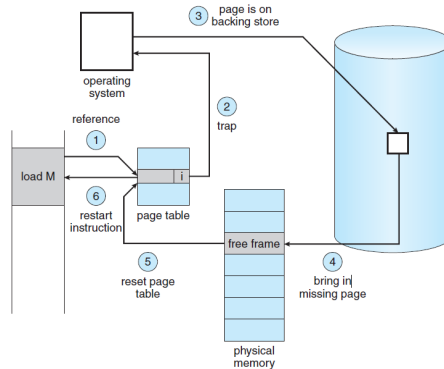 3
page is on
backing store
operating
system
2
trap
reference
1
load M
i
6
restart
instruction
page table
5
reset page
table
free frame
4
bring in
missing page
physical
memory